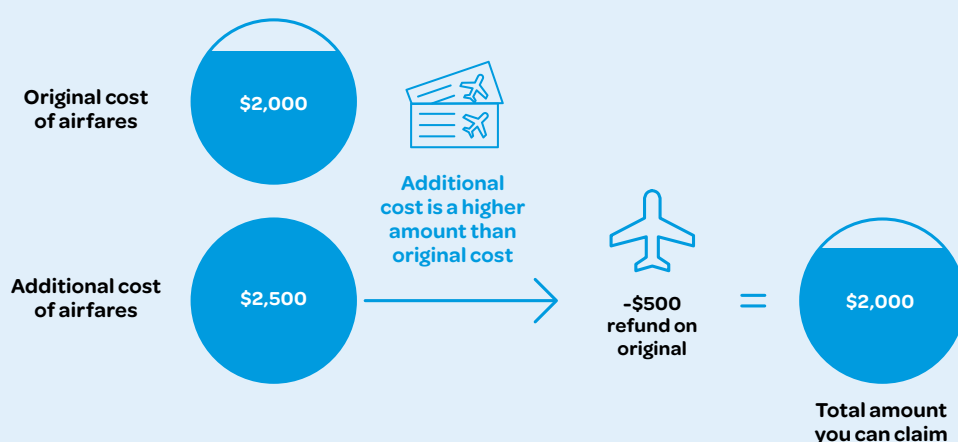 Original cost
of airfares
$2,000
Additional
cost is a higher
amount than
original cost
Additional cost
of airfares
$2,500
-$500
refund on
original
=
$2,000
Total amount
you can claim